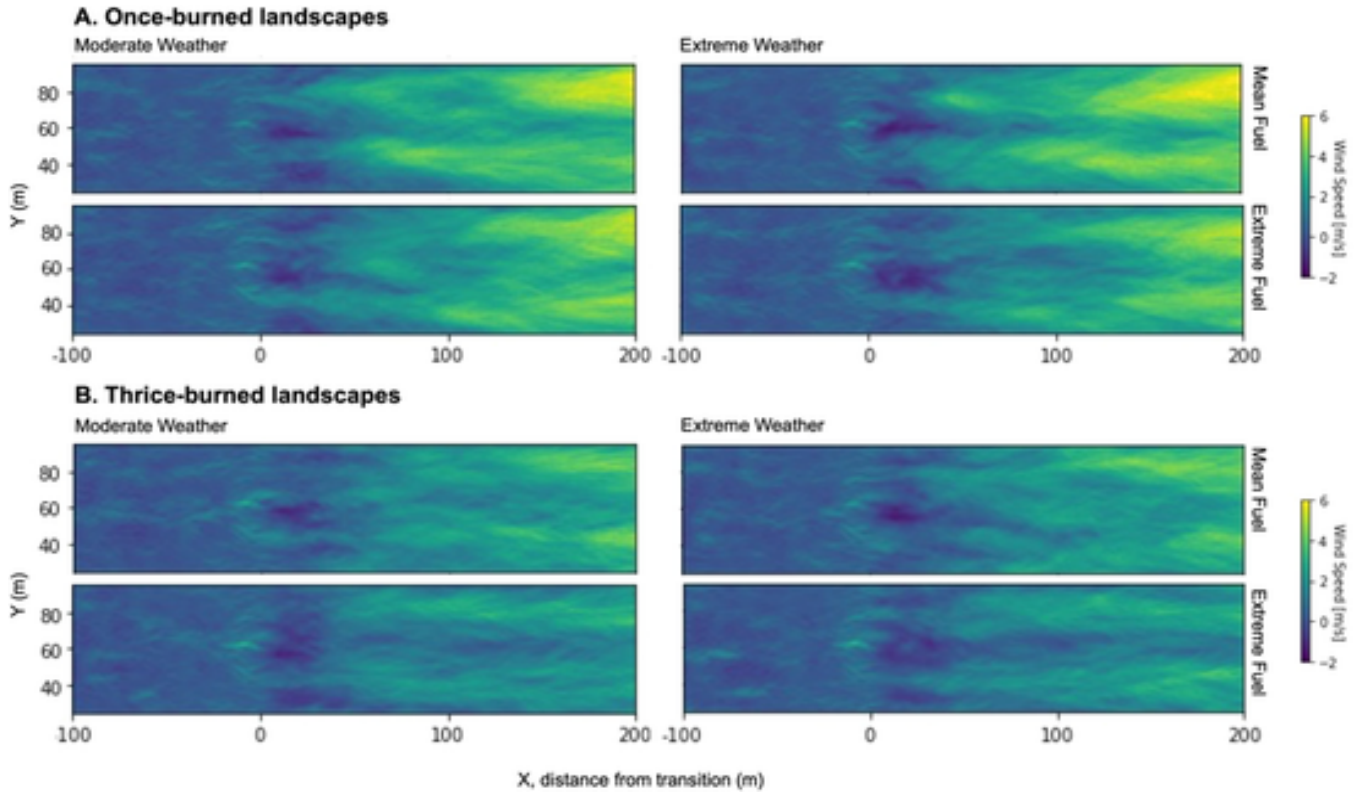 A. Once-burned landscapes
Moderate Weather
Extreme Weather
80
60
40
Mean Fuel
Y (m)
80
60
40
Extreme Fuel
6
4
2
0
−2
Wind Speed [m/s]
-100
0
100
200
-100
0
100
200
B. Thrice-burned landscapes
Moderate Weather
Extreme Weather
80
60
40
Mean Fuel
Y (m)
80
60
40
Extreme Fuel
6
4
2
0
−2
Wind Speed [m/s]
-100
0
100
200
-100
0
100
200
X, distance from transition (m)